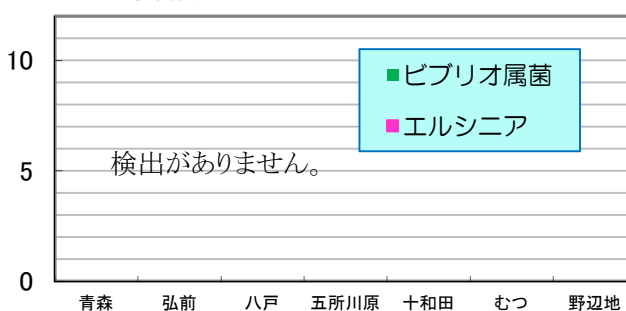 10
ビブリオ属菌
エルシニア
検出がありません。
5
0
青森 弘前 八戸 五所川原 十和田 むつ 野辺地